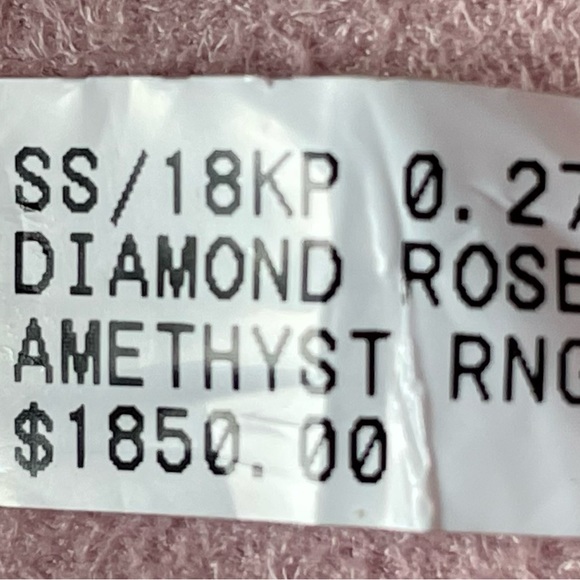 SS/18KP 0.27
DIAMOND ROSE
AMETHYST RNG
$1850.00